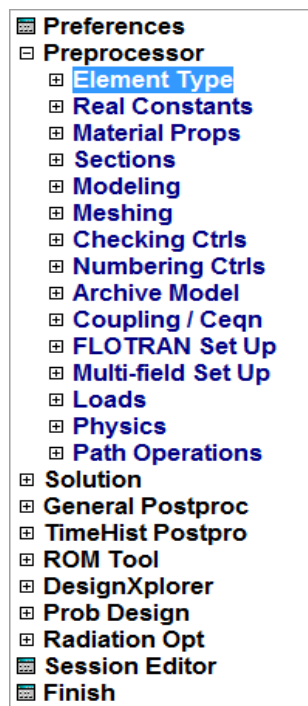 Preferences
Preprocessor
Element Type
Real Constants
Material Props
Sections
Modeling
Meshing
Checking Ctrls
Numbering Ctrls
Archive Model
Coupling / Ceqn
FLOTRAN Set Up
Multi-field Set Up
Loads
Physics
Path Operations
Solution
General Postproc
TimeHist Postpro
ROM Tool
DesignXplorer
Prob Design
Radiation Opt
Session Editor
Finish